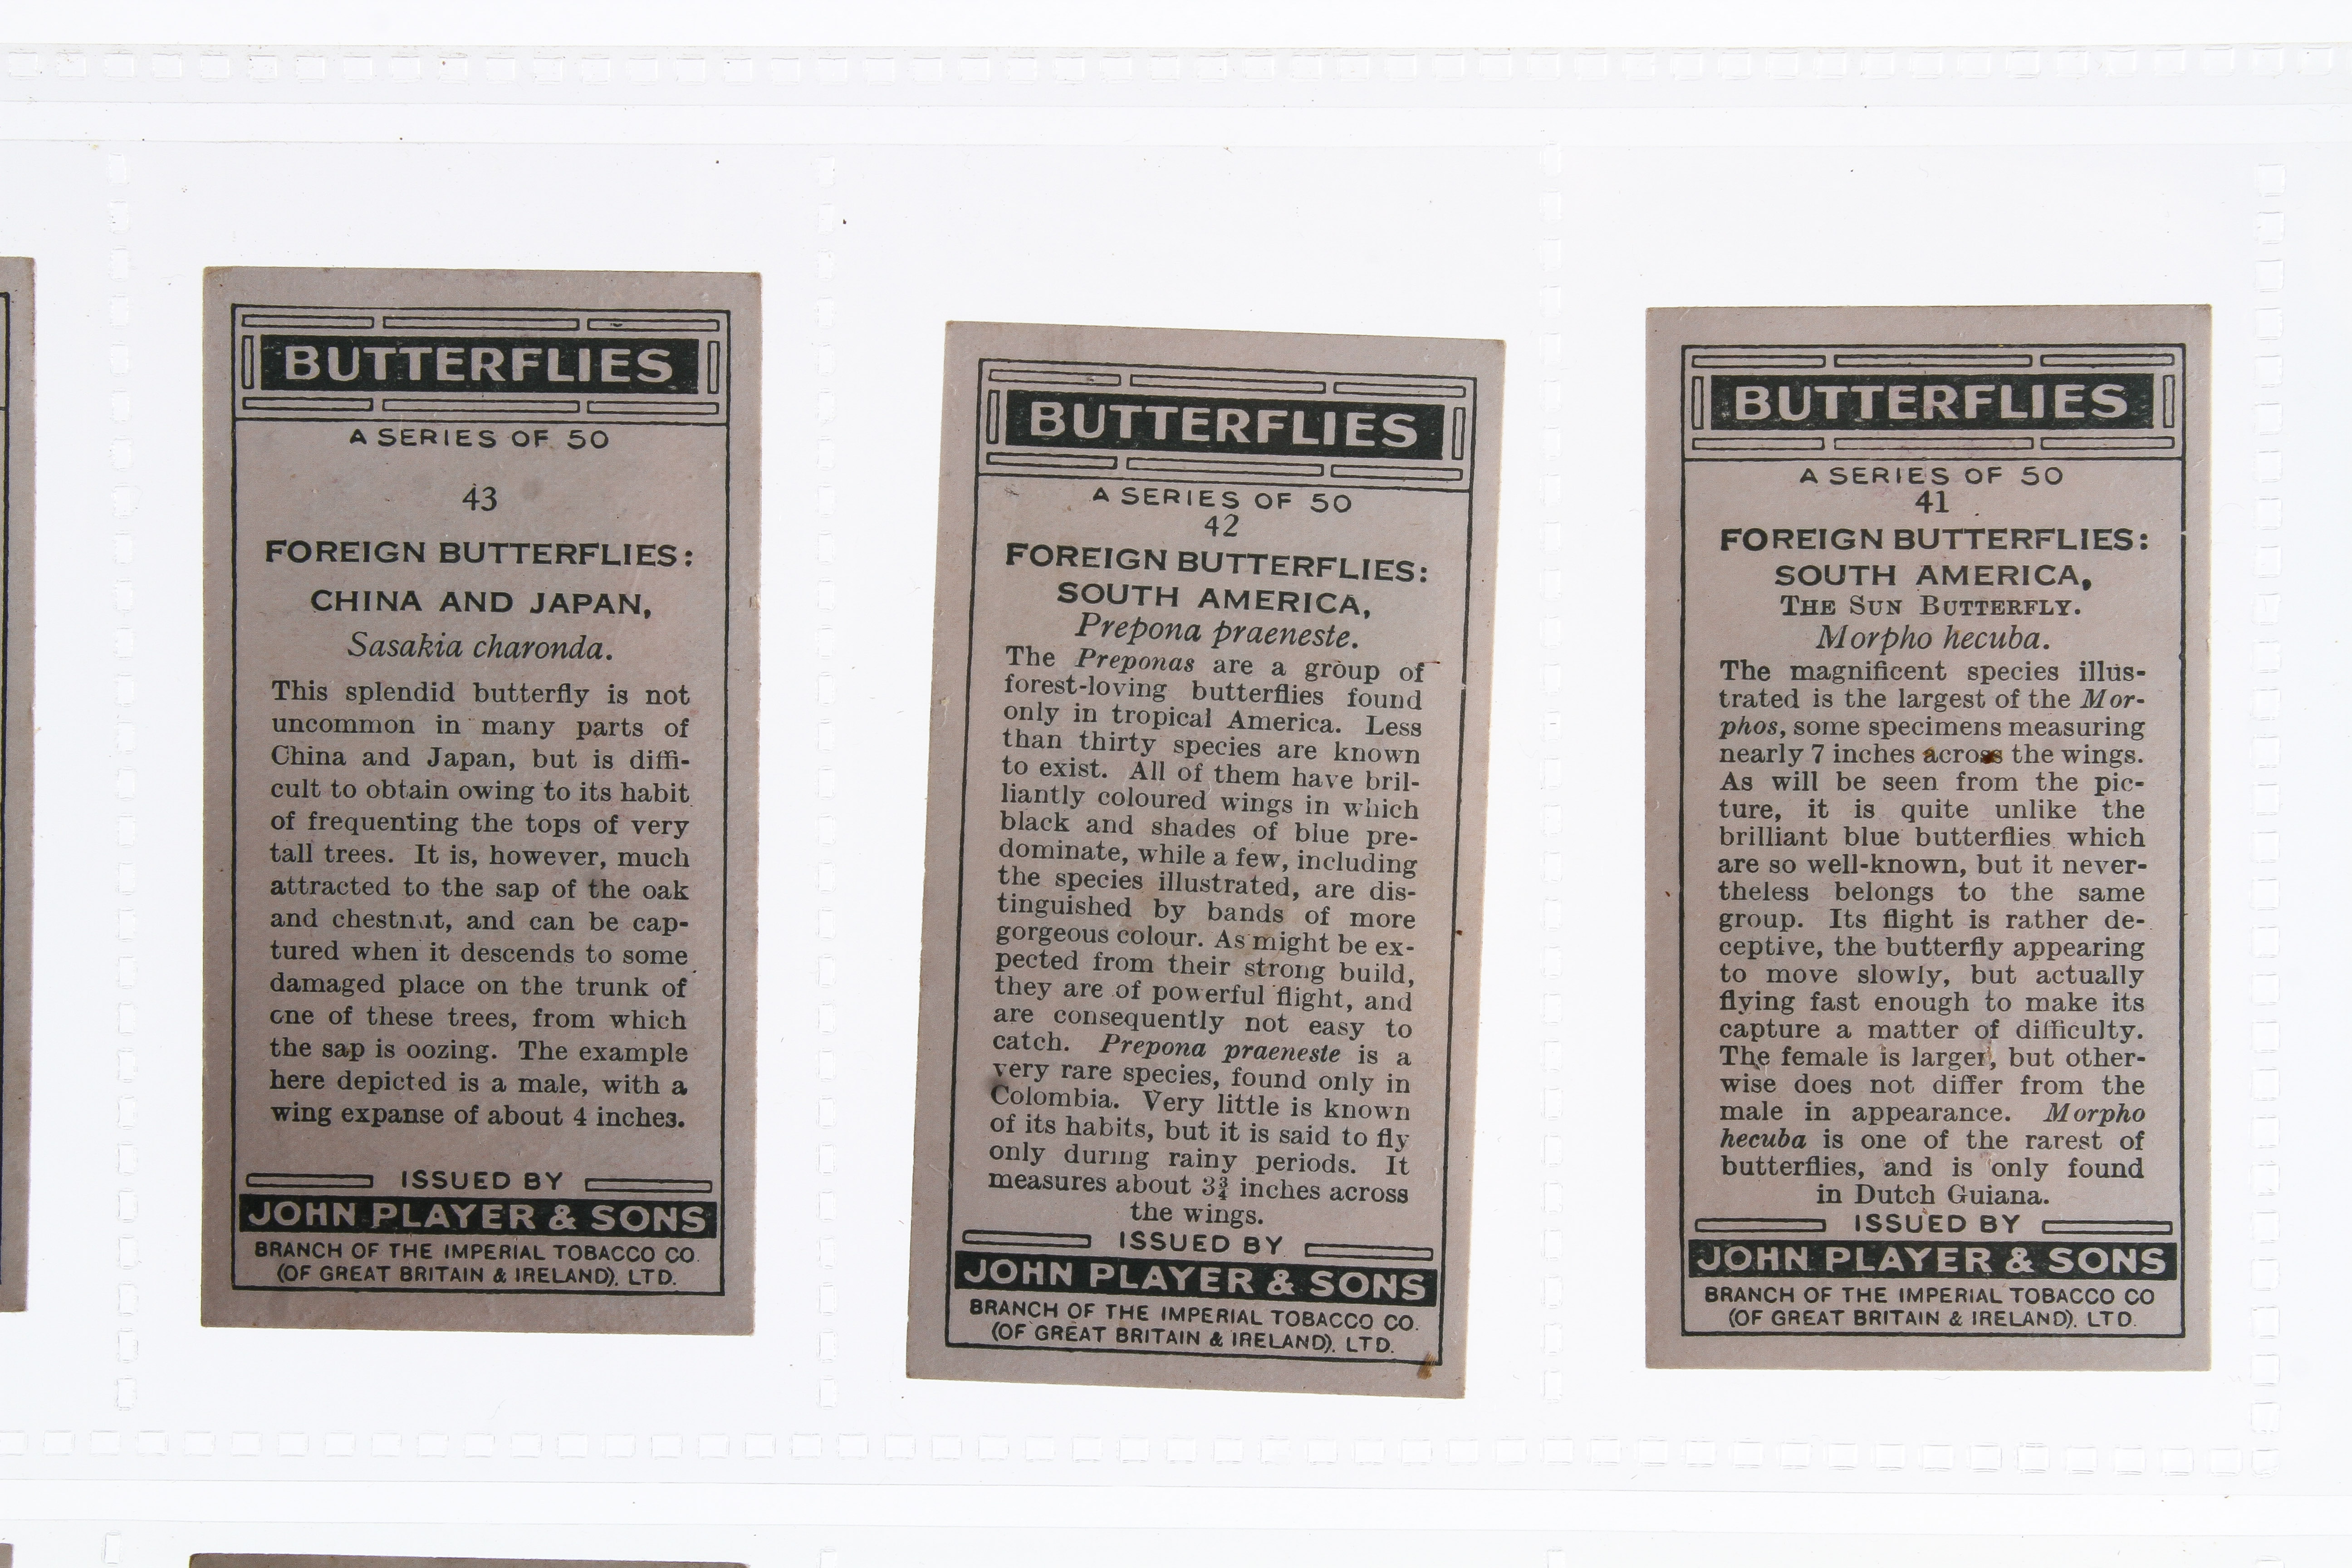 BUTTERFLIES
A SERIES OF 50
43
FOREIGN BUTTERFLIES:
CHINA AND JAPAN,
Sasakia charonda.
This splendid butterfly is not
uncommon in many parts of
China and Japan, but is diffi-
cult to obtain owing to its habit
of frequenting the tops of very
tall trees. It is, however, much
attracted to the sap of the oak
and chestnut, and can be cap-
tured when it descends to some
damaged place on the trunk of
one of these trees, from which
the sap is oozing. The example
here depicted is a male, with a
wing expanse of about 4 inches.
ISSUED BY
JOHN PLAYER & SONS
BRANCH OF THE IMPERIAL TOBACCO CO.
(OF GREAT BRITAIN & IRELAND), LTD.
BUTTERFLIES
A SERIES OF 50
42
FOREIGN BUTTERFLIES:
SOUTH AMERICA,
Prepona praeneste.
The Preponas are a group of
forest-loving butterflies found
only in tropical America. Less
than thirty species are known
to exist. All of them have bril-
liantly coloured wings in which
black and shades of blue pre-
dominate, while a few, including
the species illustrated, are dis-
tinguished by bands of more
gorgeous colour. As might be ex-
pected from their strong build,
they are of powerful flight, and
are consequently not easy to
catch. Prepona praeneste is a
very rare species, found only in
Colombia. Very little is known
of its habits, but it is said to fly
only during rainy periods. It
measures about 3¾ inches across
the wings.
ISSUED BY
JOHN PLAYER & SONS
BRANCH OF THE IMPERIAL TOBACCO CO.
(OF GREAT BRITAIN & IRELAND), LTD.
BUTTERFLIES
A SERIES OF 50
41
FOREIGN BUTTERFLIES:
SOUTH AMERICA,
THE SUN BUTTERFLY.
Morpho hecuba.
The magnificent species illus-
trated is the largest of the Mor-
phos, some specimens measuring
nearly 7 inches across the wings.
As will be seen from the pic-
ture, it is quite unlike the
brilliant blue butterflies which
are so well-known, but it never-
theless belongs to the same
group. Its flight is rather de-
ceptive, the butterfly appearing
to move slowly, but actually
flying fast enough to make its
capture a matter of difficulty.
The female is larger, but other-
wise does not differ from the
male in appearance. Morpho
hecuba is one of the rarest of
butterflies, and is only found
in Dutch Guiana.
ISSUED BY
JOHN PLAYER & SONS
BRANCH OF THE IMPERIAL TOBACCO CO
(OF GREAT BRITAIN & IRELAND), LTD.